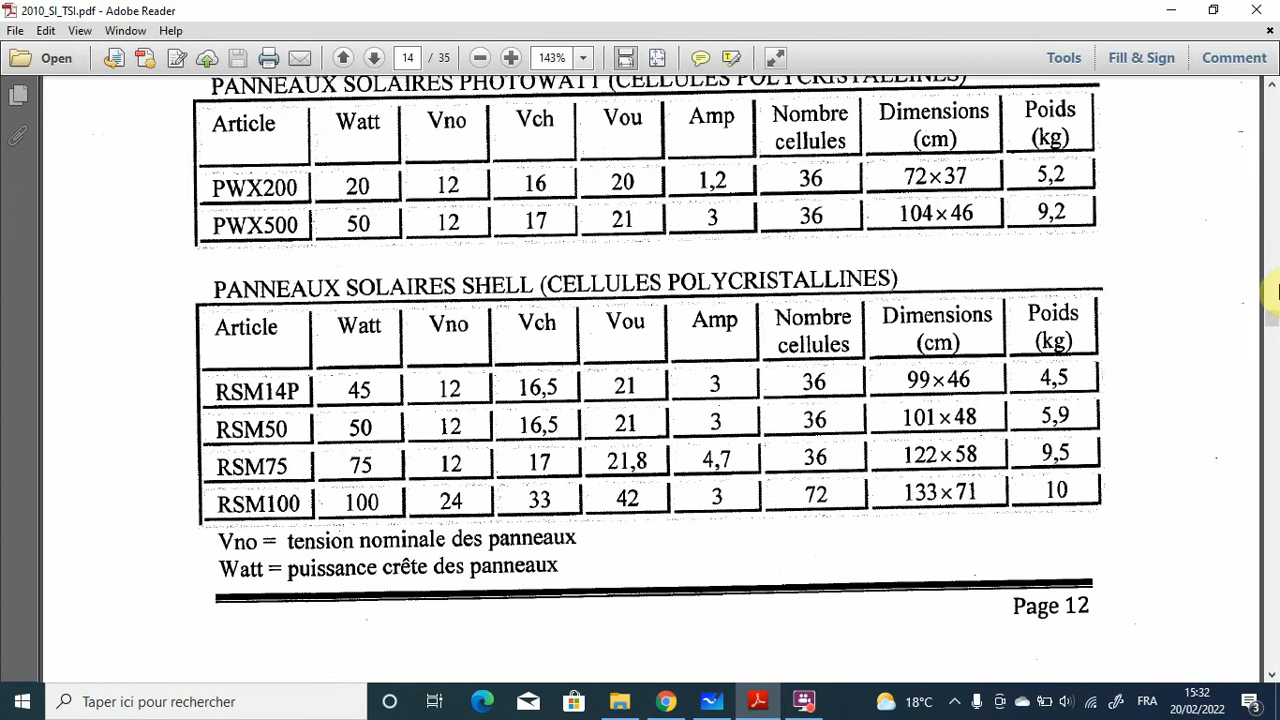 2010_SI_TSI.pdf - Adobe Reader
File Edit View Window Help
Open 14 / 35 143% Tools Fill & Sign Comment
PANNEAUX SOLAIRES PHOTOWATT (CELLULES POLYCRISTALLINES)
Article Watt Vno Vch Vou Amp Nombre cellules Dimensions (cm) Poids (kg)
PWX200 20 12 16 20 1,2 36 72×37 5,2
PWX500 50 12 17 21 3 36 104×46 9,2
PANNEAUX SOLAIRES SHELL (CELLULES POLYCRISTALLINES)
Article Watt Vno Vch Vou Amp Nombre cellules Dimensions (cm) Poids (kg)
RSM14P 45 12 16,5 21 3 36 99×46 4,5
RSM50 50 12 16,5 21 3 36 101×48 5,9
RSM75 75 12 17 21,8 4,7 36 122×58 9,5
RSM100 100 24 33 42 3 72 133×71 10
Vno = tension nominale des panneaux
Watt = puissance crête des panneaux
Page 12
Taper ici pour rechercher 18°C FRA 15:32
20/02/2022 3